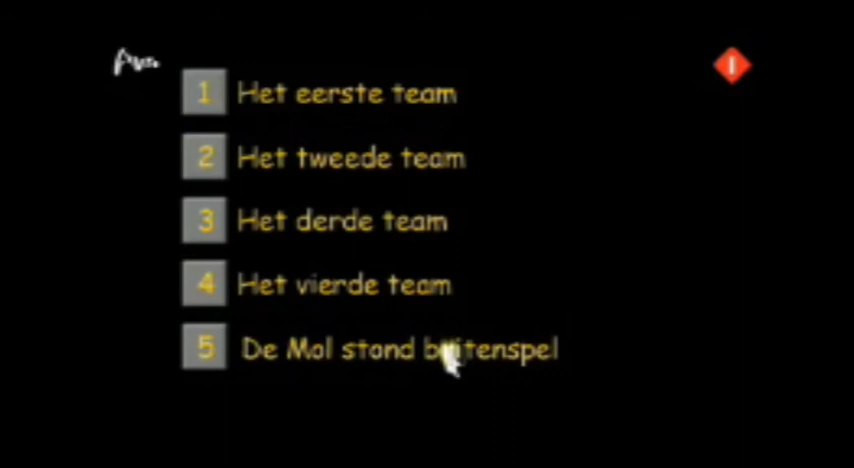 1 Het eerste team
2 Het tweede team
3 Het derde team
4 Het vierde team
5 De Mol stond buitenspel